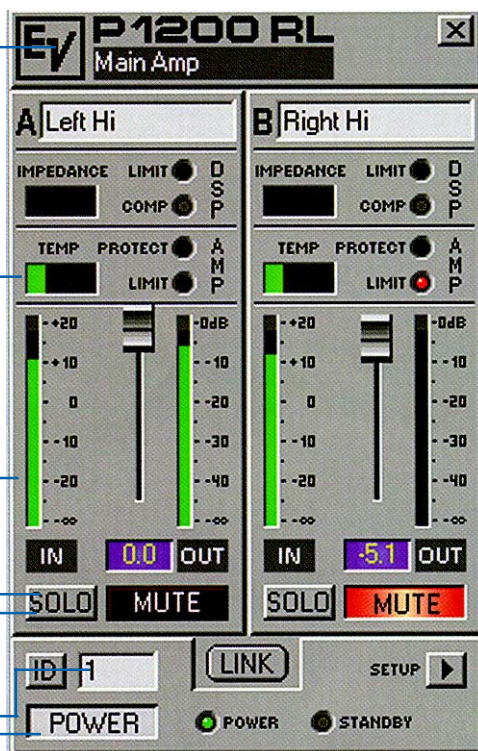 EV P1200 RL
Main Amp
A Left Hi
IMPEDANCE LIMIT DSP
COMP
TEMP PROTECT AMP
LIMIT
+20 0dB
+10 -10
0 -20
-10 -30
-20 -40
-∞ -∞
IN 0.0 OUT
SOLO MUTE
B Right Hi
IMPEDANCE LIMIT DSP
COMP
TEMP PROTECT AMP
LIMIT
+20 0dB
+10 -10
0 -20
-10 -30
-20 -40
-∞ -∞
IN -5.1 OUT
SOLO MUTE
ID 1 LINK SETUP
POWER POWER STANDBY